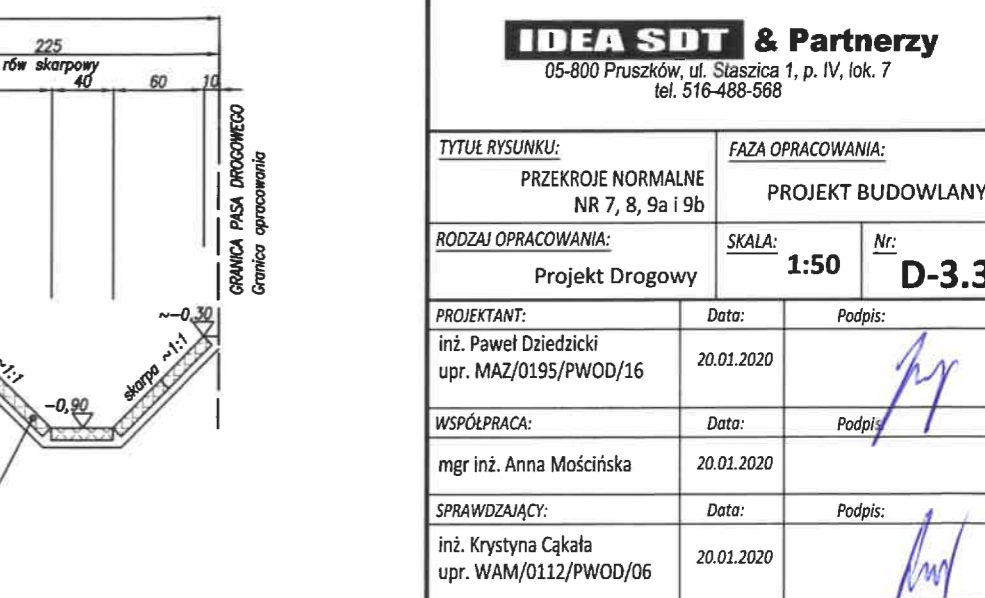 225
rów skarpowy
40
60
10
GRANICA PASA DROGOWEGO
Granica opracowania
~-0,30
~1:1
skarpa ~1:1
-0,90
IDEA SDT & Partnerzy
05-800 Pruszków, ul. Staszica 1, p. IV, lok. 7
tel. 516-488-568
TYTUŁ RYSUNKU:
PRZEKROJE NORMALNE
NR 7, 8, 9a i 9b
FAZA OPRACOWANIA:
PROJEKT BUDOWLANY
RODZAJ OPRACOWANIA:
Projekt Drogowy
SKALA:
1:50
Nr:
D-3.3
PROJEKTANT:
Data:
Podpis:
inż. Paweł Dziedzicki
upr. MAZ/0195/PWOD/16
20.01.2020
WSPÓŁPRACA:
Data:
Podpis
mgr inż. Anna Mościńska
20.01.2020
SPRAWDZAJĄCY:
Data:
Podpis:
inż. Krystyna Cąkała
upr. WAM/0112/PWOD/06
20.01.2020